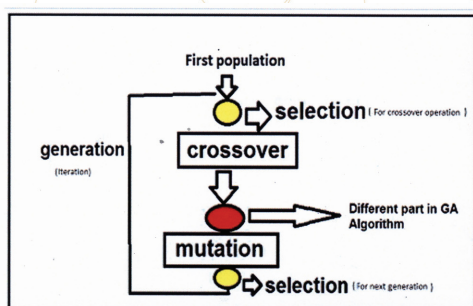 First population
selection ( For crossover operation )
generation
(Iteration)
crossover
Different part in GA
Algorithm
mutation
selection ( For next generation )